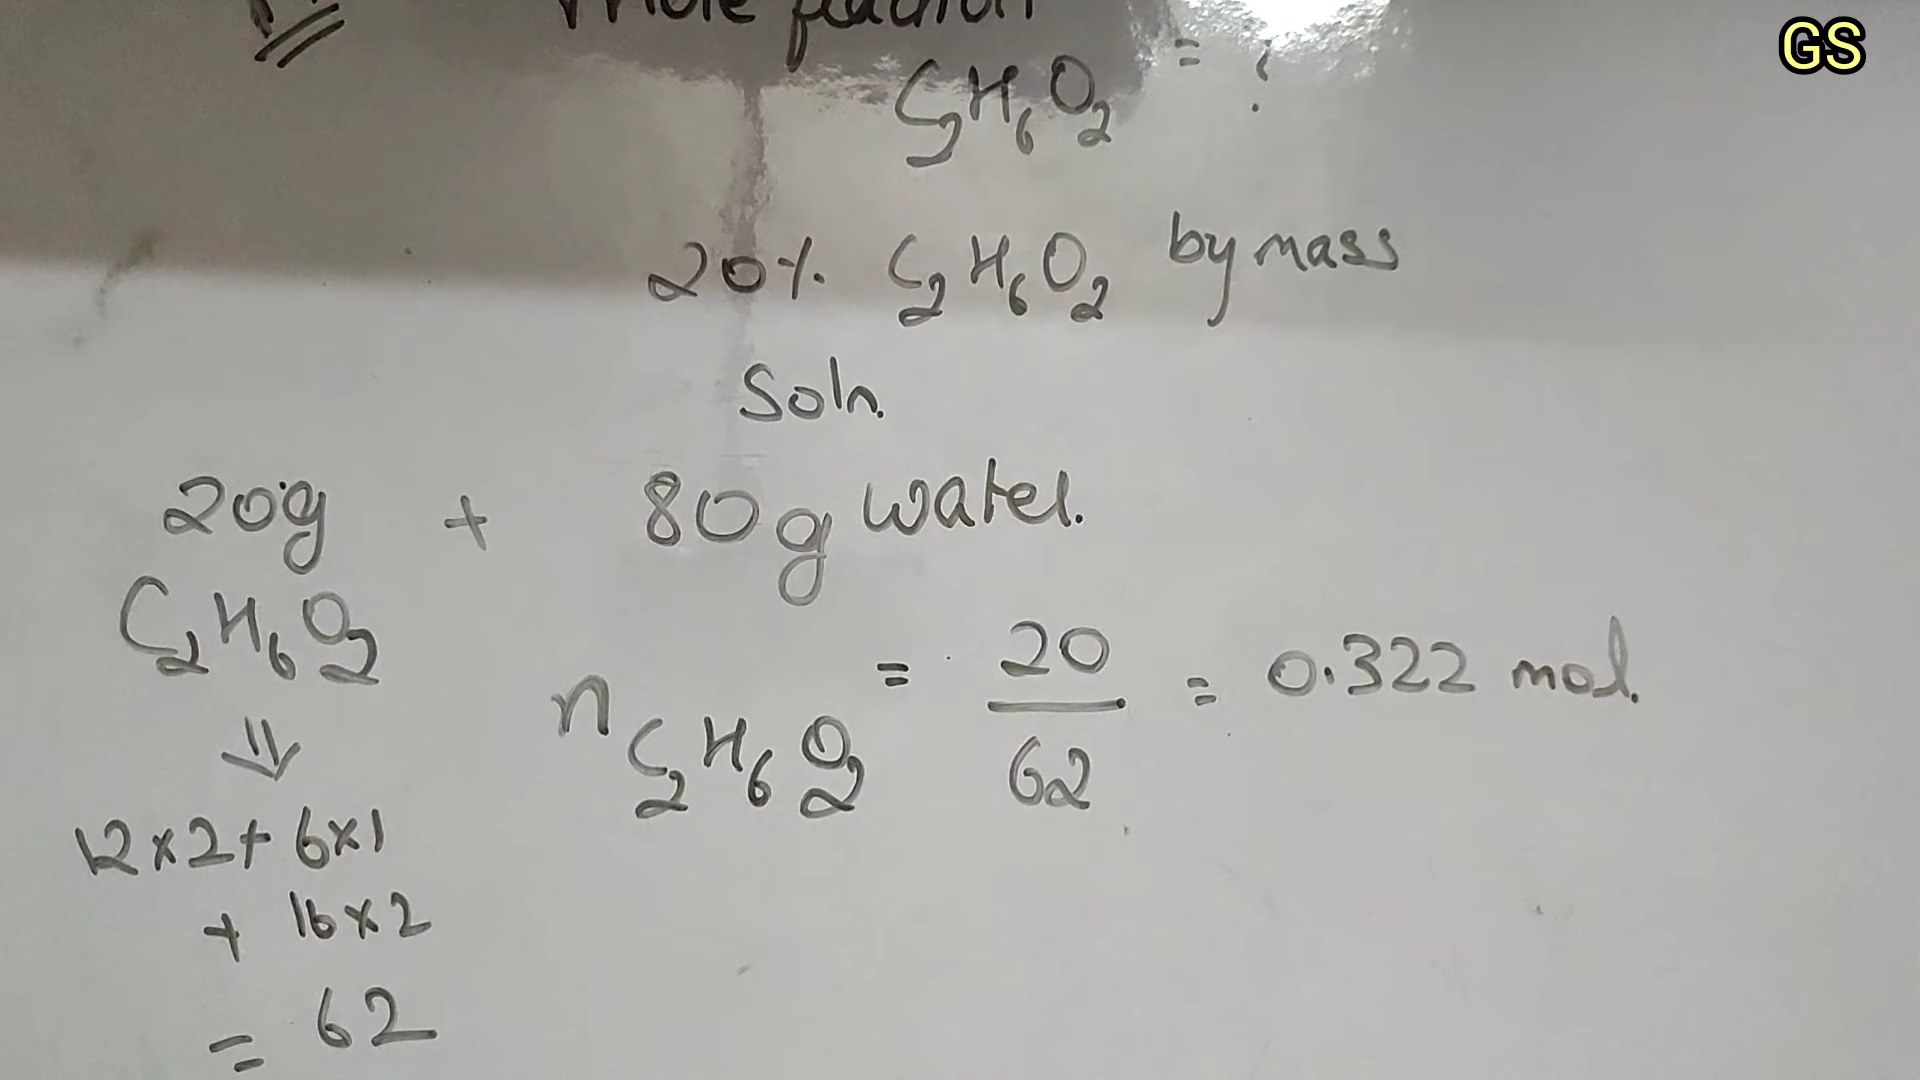 GS
Mole fraction
C₂H₆O₂ = ?
20% C₂H₆O₂ by mass
Soln.
20g + 80g water.
C₂H₆O₂
n C₂H₆O₂ = 20/62 = 0.322 mol.
⇓
12×2+ 6×1
+ 16×2
= 62